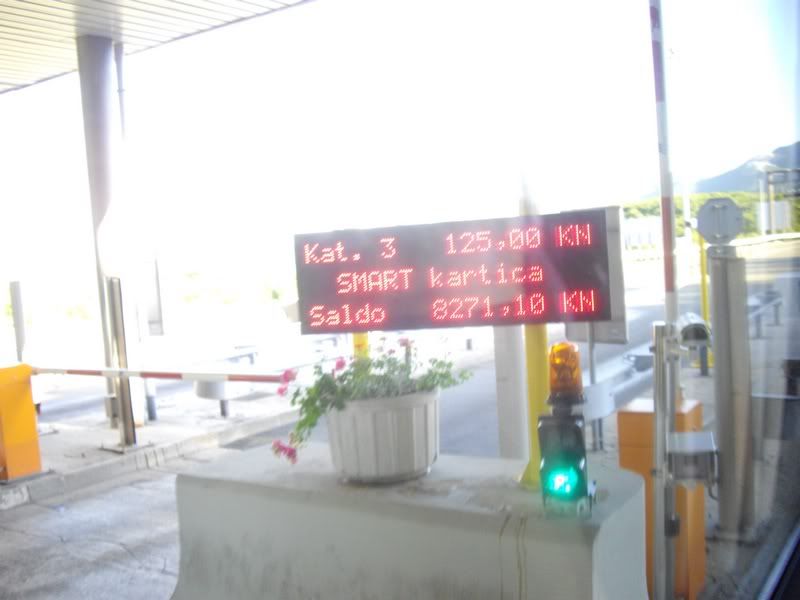 Kat. 3 125,00 KN
SMART kartica
Saldo 8271,10 KN